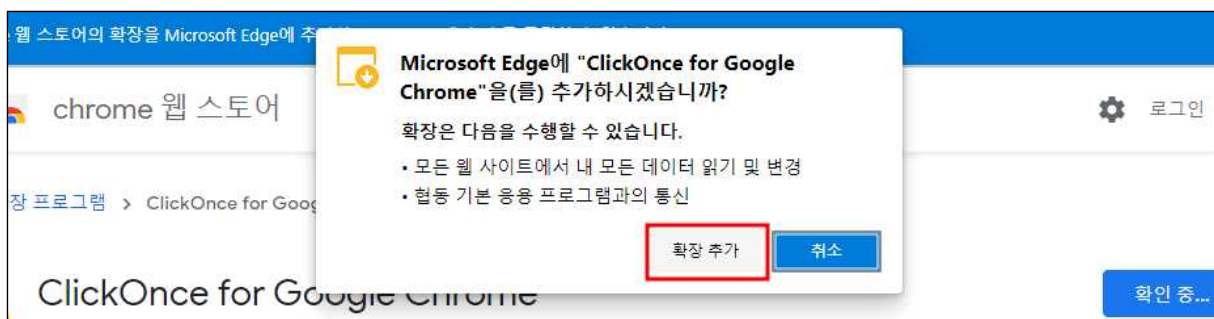 웹 스토어의 확장을 Microsoft Edge에 추
Microsoft Edge에 "ClickOnce for Google
Chrome"을(를) 추가하시겠습니까?
확장은 다음을 수행할 수 있습니다.
• 모든 웹 사이트에서 내 모든 데이터 읽기 및 변경
• 협동 기본 응용 프로그램과의 통신
확장 추가
취소
chrome 웹 스토어
로그인
장 프로그램 > ClickOnce for Goog
ClickOnce for Google Chrome
확인 중...